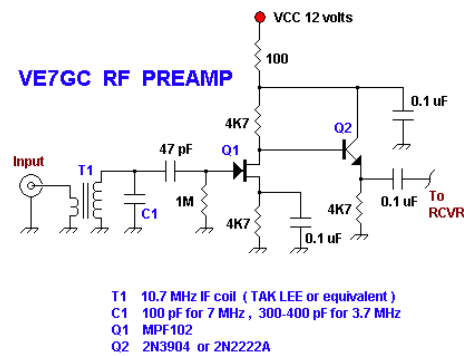 VCC 12 volts
100
VE7GC RF PREAMP
0.1 uF
4K7
Q2
47 pF
Q1
Input
T1
0.1 uF
To
RCVR
C1
1M
4K7
4K7
0.1 uF
T1 10.7 MHz IF coil ( TAK LEE or equivalent )
C1 100 pF for 7 MHz , 300-400 pF for 3.7 MHz
Q1 MPF102
Q2 2N3904 or 2N2222A